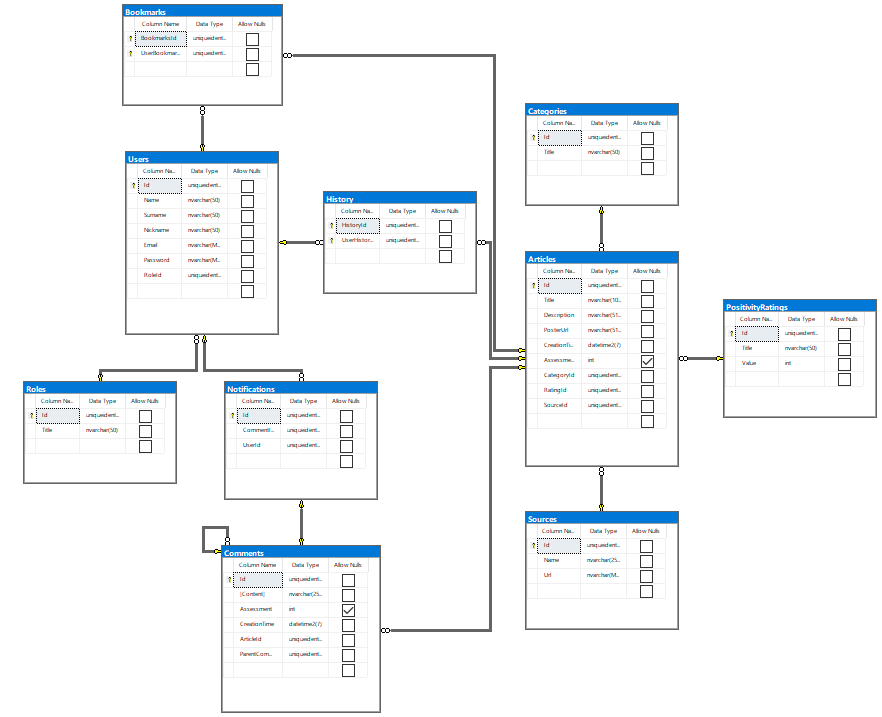 Bookmarks
Column Name Data Type Allow Nulls
BookmarksId uniqueident...
UserBookmar... uniqueident...
Categories
Column Na... Data Type Allow Nulls
Id uniqueident...
Title nvarchar(50)
Users
Column Na... Data Type Allow Nulls
Id uniqueident...
Name nvarchar(50)
Surname nvarchar(50)
Nickname nvarchar(50)
Email nvarchar(M...
Password nvarchar(M...
RoleId uniqueident...
History
Column Na... Data Type Allow Nulls
HistoryId uniqueident...
UserHistor... uniqueident...
Articles
Column Na... Data Type Allow Nulls
Id uniqueident...
Title nvarchar(10...
Description nvarchar(51...
PosterUrl nvarchar(51...
CreationTi... datetime2(7)
Assessme... int
CategoryId uniqueident...
RatingId uniqueident...
SourceId uniqueident...
PositivityRatings
Column Na... Data Type Allow Nulls
Id uniqueident...
Title nvarchar(50)
Value int
Roles
Column Na... Data Type Allow Nulls
Id uniqueident...
Title nvarchar(50)
Notifications
Column Na... Data Type Allow Nulls
Id uniqueident...
CommentI... uniqueident...
UserId uniqueident...
Sources
Column Na... Data Type Allow Nulls
Id uniqueident...
Name nvarchar(25...
Url nvarchar(M...
Comments
Column Name Data Type Allow Nulls
Id uniqueident...
[Content] nvarchar(25...
Assessment int
CreationTime datetime2(7)
ArticleId uniqueident...
ParentCom... uniqueident...